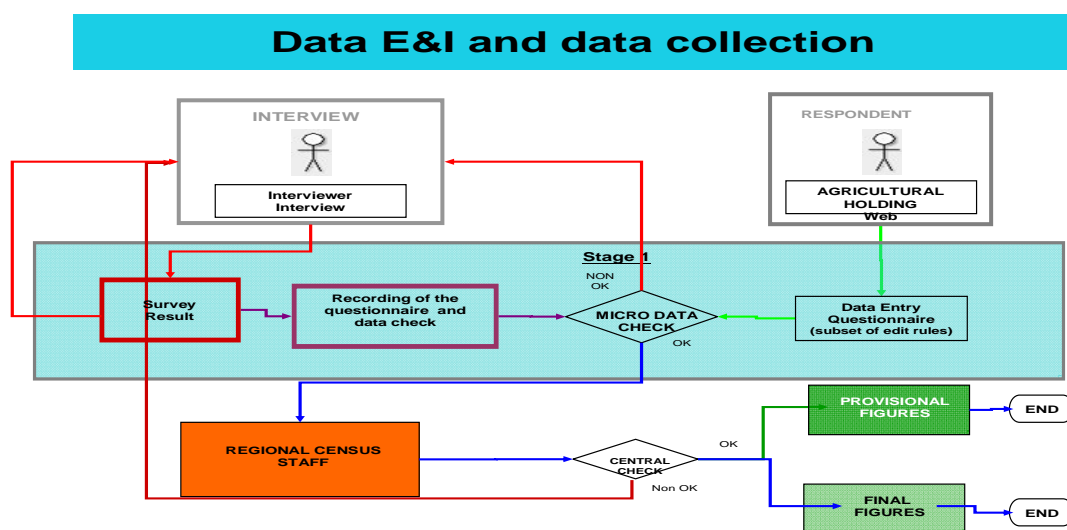 Data E&I and data collection
INTERVIEW
Interviewer
Interview
RESPONDENT
AGRICULTURAL
HOLDING
Web
Stage 1
Survey
Result
Recording of the
questionnaire and
data check
NON
OK
MICRO DATA
CHECK
OK
Data Entry
Questionnaire
(subset of edit rules)
REGIONAL CENSUS
STAFF
CENTRAL
CHECK
OK
Non OK
PROVISIONAL
FIGURES
END
FINAL
FIGURES
END